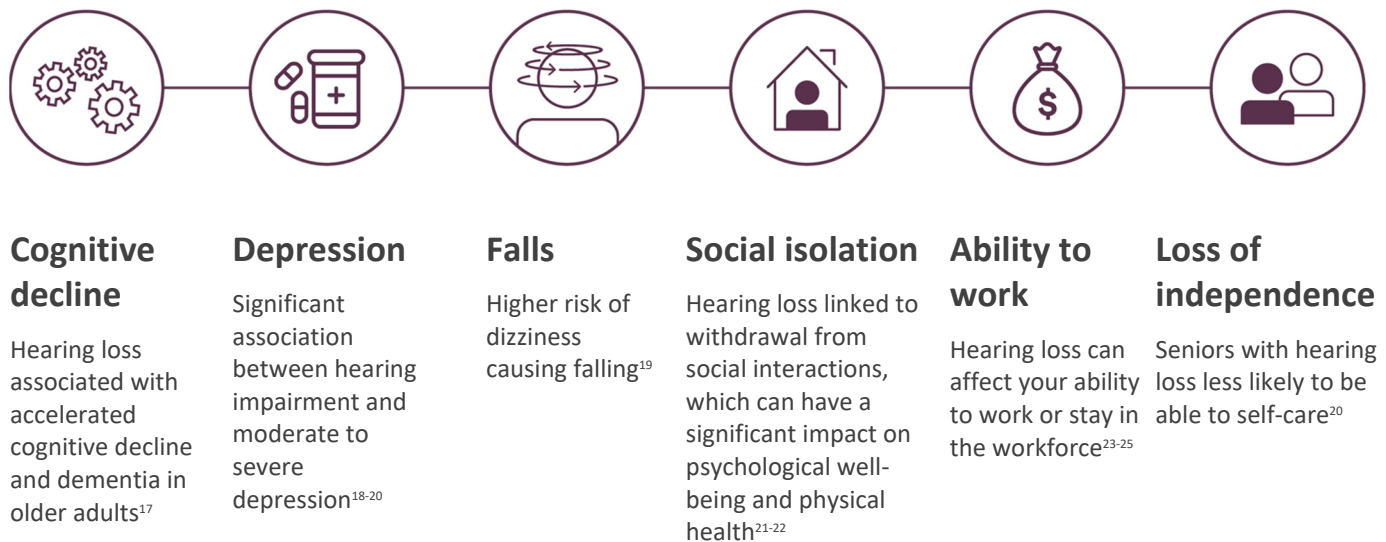 $
Cognitive
decline
Hearing loss
associated with
accelerated
cognitive decline
and dementia in
older adults17
Depression
Significant
association
between hearing
impairment and
moderate to
severe
depression18-20
Falls
Higher risk of
dizziness
causing falling19
Social isolation
Hearing loss linked to
withdrawal from
social interactions,
which can have a
significant impact on
psychological well-
being and physical
health21-22
Ability to
work
Hearing loss can
affect your ability
to work or stay in
the workforce23-25
Loss of
independence
Seniors with hearing
loss less likely to be
able to self-care20